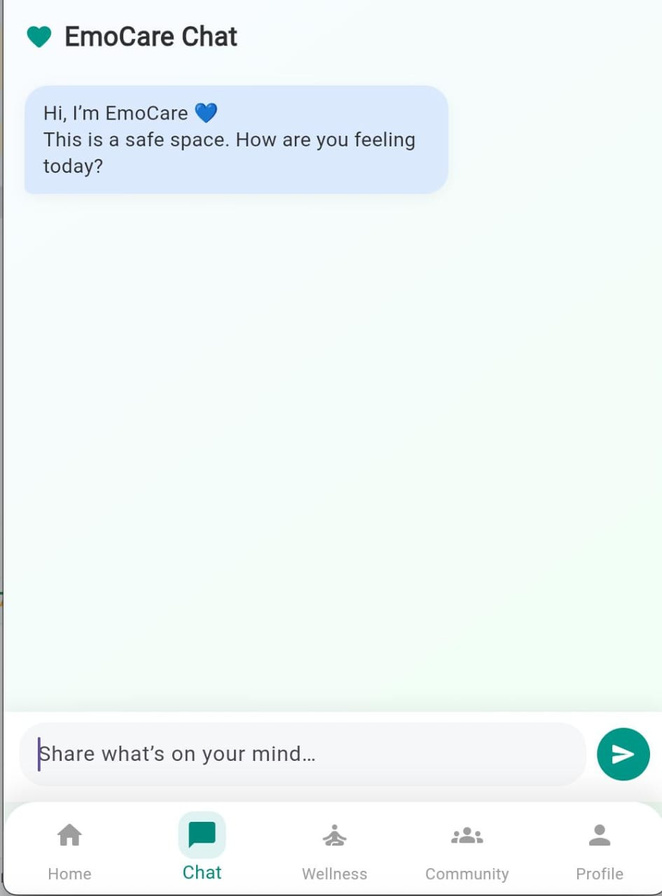 EmoCare Chat
Hi, I’m EmoCare 💙
This is a safe space. How are you feeling
today?
Share what’s on your mind…
Home
Chat
Wellness
Community
Profile